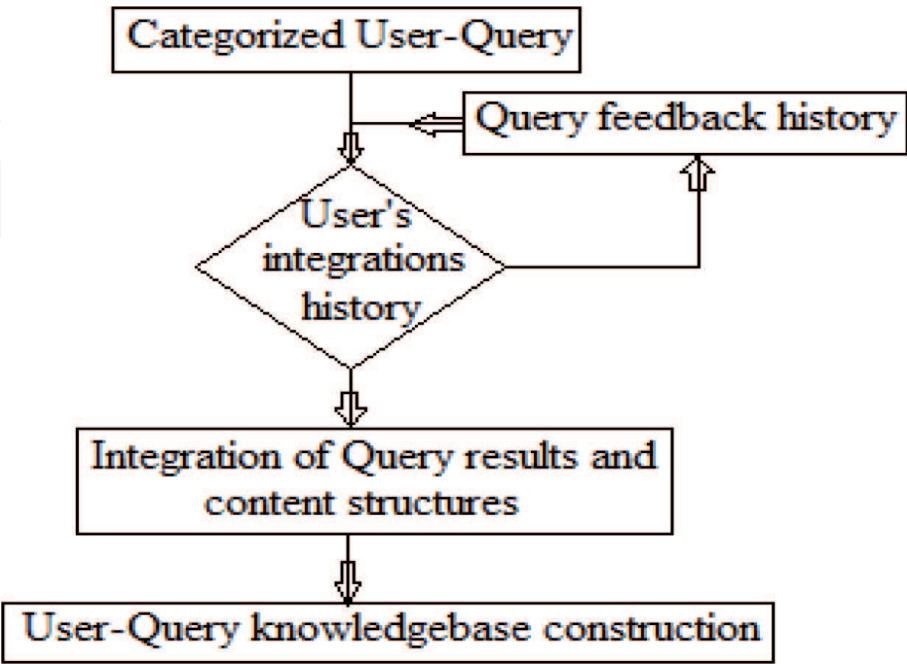 Categorized User-Query
Query feedback history
User's
integrations
history
Integration of Query results and
content structures
User-Query knowledgebase construction